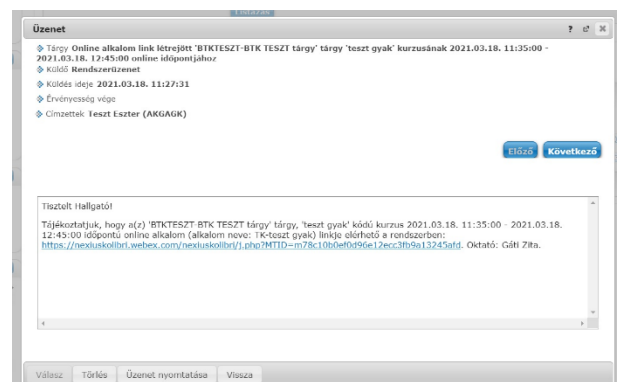 Listázás
Üzenet
Tárgy Online alkalom link létrejött 'BTKTESZT-BTK TESZT tárgy' tárgy 'teszt gyak' kurzusának 2021.03.18. 11:35:00 -
2021.03.18. 12:45:00 online időpontjához
Küldő Rendszerüzenet
Küldés ideje 2021.03.18. 11:27:31
Érvényesség vége
Címzettek Teszt Eszter (AKGAGK)
Előző Következő
Tisztelt Hallgató!
Tájékoztatjuk, hogy a(z) 'BTKTESZT-BTK TESZT tárgy' tárgy, 'teszt gyak' kódú kurzus 2021.03.18. 11:35:00 - 2021.03.18.
12:45:00 időpontú online alkalom (alkalom neve: TK-teszt gyak) linkje elérhető a rendszerben:
https://nexiuskolibri.webex.com/nexiuskolibri/j.php?MTID=m78c10b0ef0d96e12ecc3fb9a13245afd. Oktató: Gáti Zita.
Válasz Törlés Üzenet nyomtatása Vissza